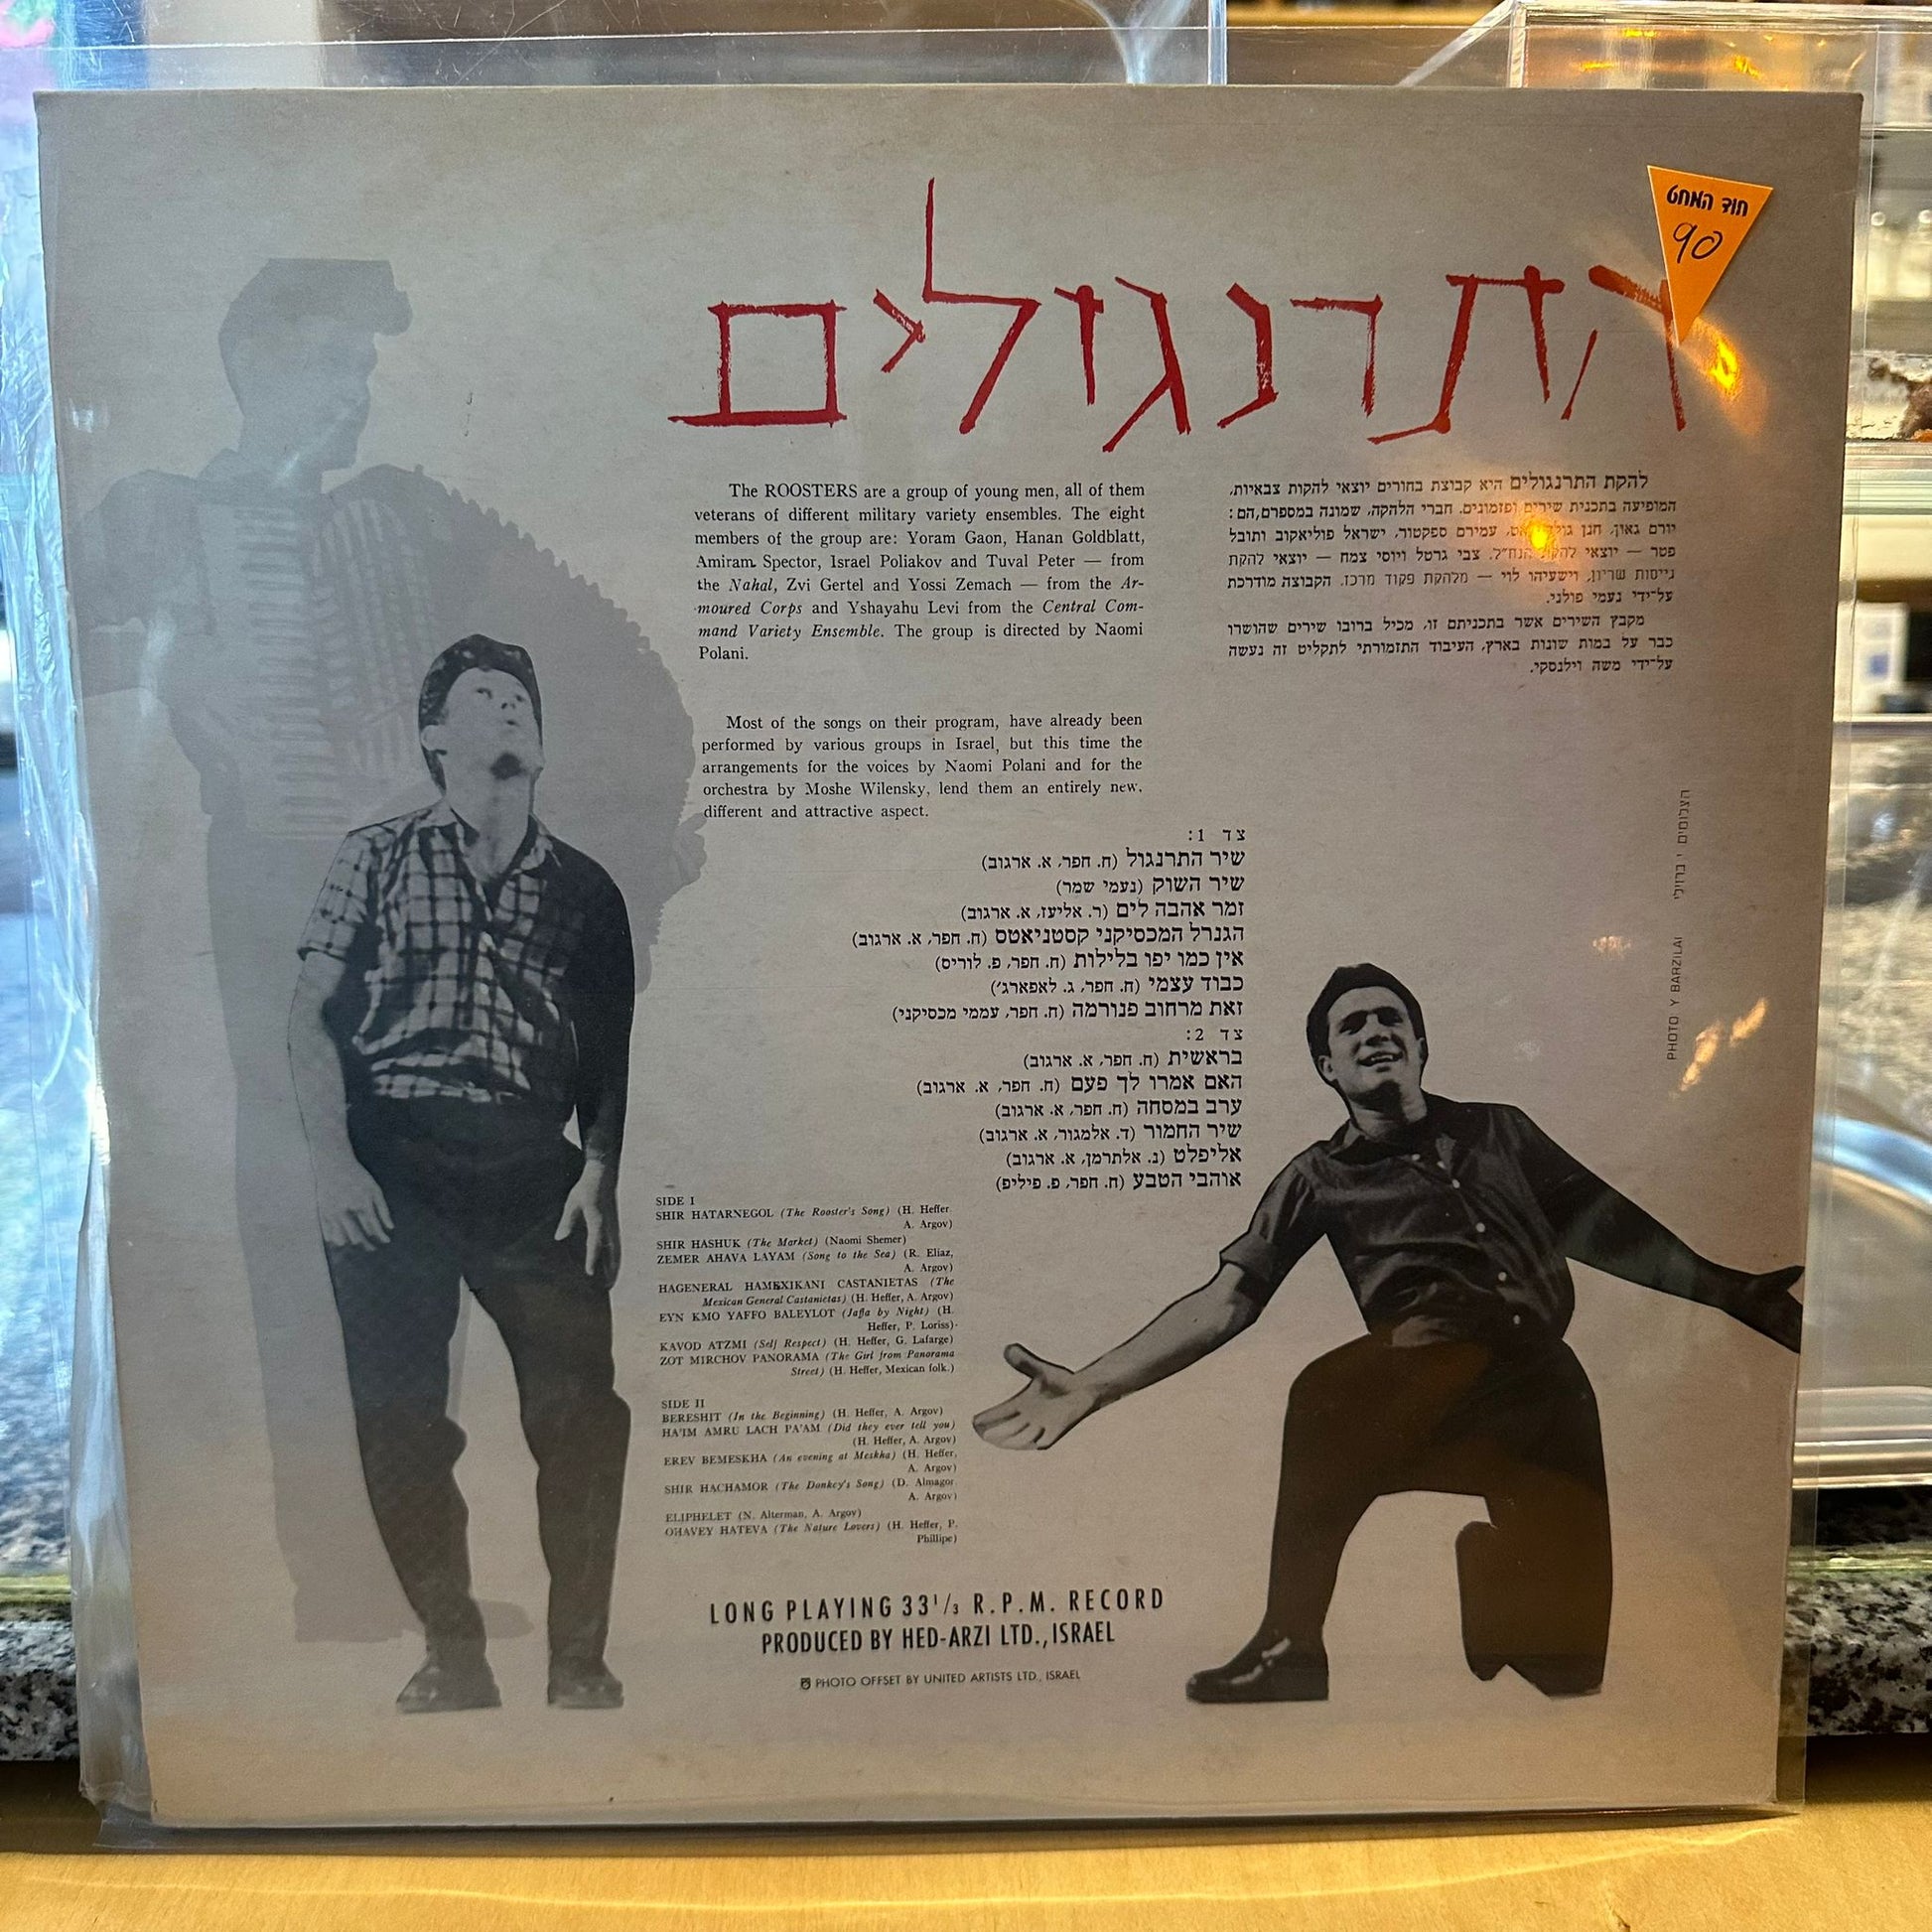 התרנגולים
חוד המחט
90
The ROOSTERS are a group of young men, all of them
veterans of different military variety ensembles. The eight
members of the group are: Yoram Gaon, Hanan Goldblatt,
Amiram Spector, Israel Poliakov and Tuval Peter — from
the Nahal, Zvi Gertel and Yossi Zemach — from the Ar-
moured Corps and Yshayahu Levi from the Central Com-
mand Variety Ensemble. The group is directed by Naomi
Polani.
Most of the songs on their program, have already been
performed by various groups in Israel, but this time the
arrangements for the voices by Naomi Polani and for the
orchestra by Moshe Wilensky, lend them an entirely new,
different and attractive aspect.
להקת התרנגולים היא קבוצת בחורים יוצאי להקות צבאיות,
המופיעה בתכנית שירים ופזמונים. חברי הלהקה, שמונה במספרם, הם:
יורם גאון, חנן עמירם ספקטור, ישראל פוליאקוב ותובל
פטר — יוצאי להקת הנח״ל. צבי גרטל ויוסי צמח — יוצאי להקת
גייסות שריון, וישעיהו לוי — מלהקת פקוד מרכז. הקבוצה מודרכת
על־ידי נעמי פולני.
מקבץ השירים אשר בתכניתם זו, מכיל ברובו שירים שהושרו
כבר על במות שונות בארץ, העיבוד התזמורתי לתקליט זה נעשה
על־ידי משה וילנסקי.
צד 1:
שיר התרנגול (ח. חפר, א. ארגוב)
שיר השוק (נעמי שמר)
זמר אהבה לים (ר. אליעז, א. ארגוב)
הגנרל המכסיקני קסטניאטס (ח. חפר, א. ארגוב)
אין כמו יפו בלילות (ח. חפר, פ. לוריס)
כבוד עצמי (ח. חפר, ג. לאפארג׳)
זאת מרחוב פנורמה (ח. חפר, עממי מכסיקני)
צד 2:
בראשית (ח. חפר, א. ארגוב)
האם אמרו לך פעם (ח. חפר, א. ארגוב)
ערב במסחה (ח. חפר, א. ארגוב)
שיר החמור (ד. אלמגור, א. ארגוב)
אליפלט (נ. אלתרמן, א. ארגוב)
אוהבי הטבע (ח. חפר, פ. פיליפ)
SIDE I
SHIR HATARNEGOL (The Rooster's Song) (H. Heffer
A. Argov)
SHIR HASHUK (The Market) (Naomi Shemer)
ZEMER AHAVA LAYAM (Song to the Sea) (R. Eliaz,
A. Argov)
HAGENERAL HAMEXIKANI CASTANIETAS (The
Mexican General Castanietas) (H. Heffer, A. Argov)
EYN KMO YAFFO BALEYLOT (Jaffa by Night) (H.
Heffer, P. Loriss)
KAVOD ATZMI (Self Respect) (H. Heffer, G. Lafarge)
ZOT MIRCHOV PANORAMA (The Girl from Panorama
Street) (H. Heffer, Mexican folk.)
SIDE II
BERESHIT (In the Beginning) (H. Heffer, A. Argov)
HA'IM AMRU LACH PA'AM (Did they ever tell you)
(H. Heffer, A. Argov)
EREV BEMESKHA (An evening at Meskha) (H. Heffer,
A. Argov)
SHIR HACHAMOR (The Donkey's Song) (D. Almagor
A. Argov)
ELIPHELET (N. Alterman, A. Argov)
OHAVEY HATEVA (The Nature Lovers) (H. Heffer, P.
Phillipe)
LONG PLAYING 33 1/3 R.P.M. RECORD
PRODUCED BY HED-ARZI LTD., ISRAEL
PHOTO OFFSET BY UNITED ARTISTS LTD., ISRAEL
PHOTO Y BARZILAI הצלומים י ברזילי